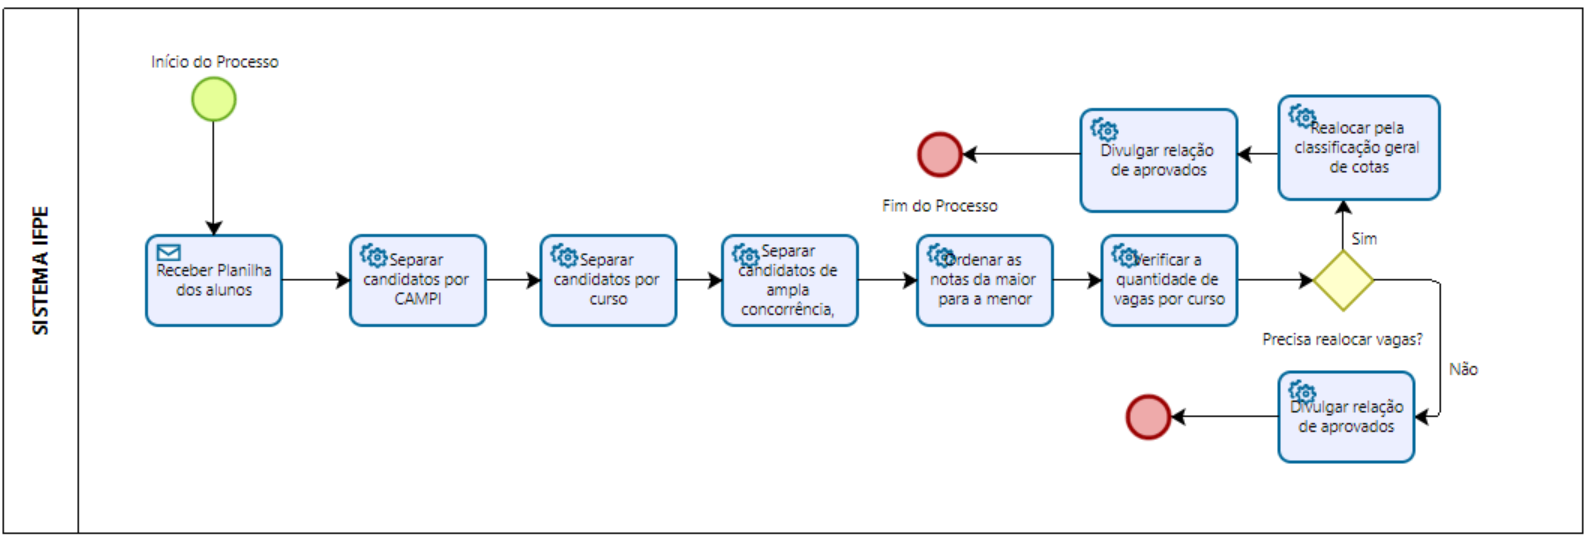 SISTEMA IFPE
Início do Processo
Receber Planilha
dos alunos
Separar
candidatos por
CAMPI
Separar
candidatos por
curso
Separar
candidatos de
ampla
concorrência,
Ordenar as
notas da maior
para a menor
Verificar a
quantidade de
vagas por curso
Precisa realocar vagas?
Sim
Realocar pela
classificação geral
de cotas
Divulgar relação
de aprovados
Fim do Processo
Não
Divulgar relação
de aprovados